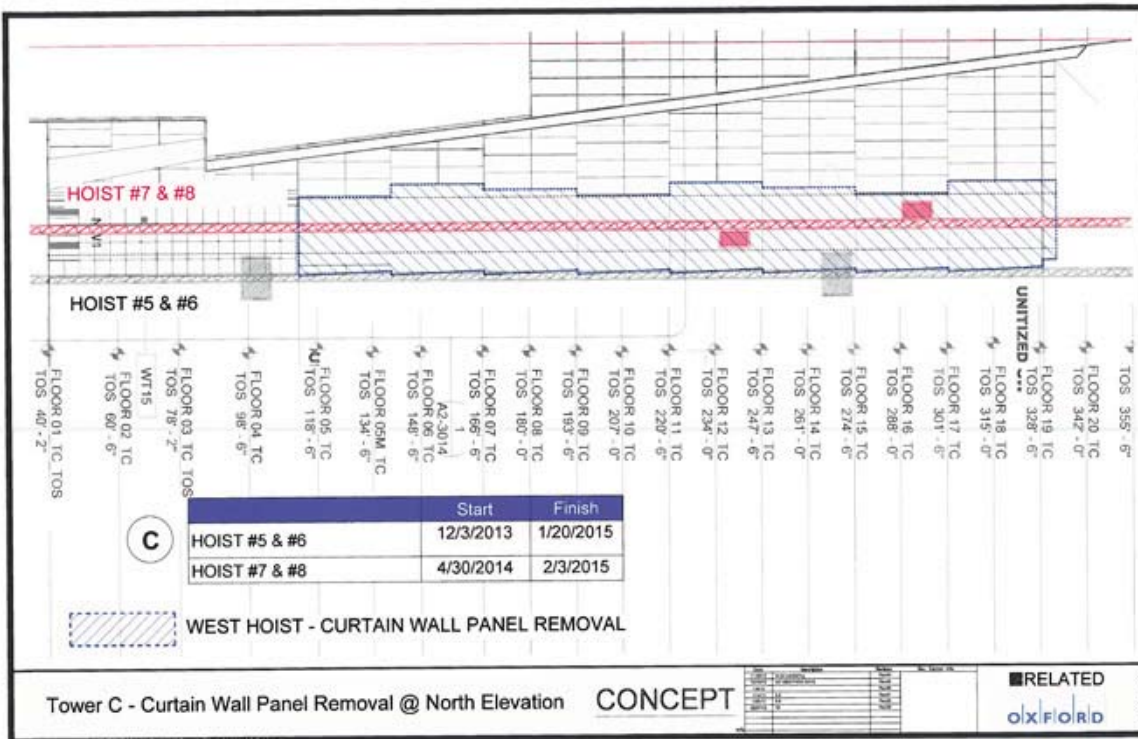 HOIST #7 & #8
HOIST #5 & #6
FLOOR 01 TC_TOS
TOS 40' - 2"
FLOOR 02 TC
TOS 60' - 6"
WT15
FLOOR 03 TC_TOS
TOS 78' - 2"
FLOOR 04 TC
TOS 98' - 6"
FLOOR 05 TC
TOS 118' - 6"
FLOOR 05M TC
TOS 134' - 6"
FLOOR 06 TC
TOS 148' - 6"
1
A2-3014
FLOOR 07 TC
TOS 166' - 6"
FLOOR 08 TC
TOS 180' - 0"
FLOOR 09 TC
TOS 193' - 6"
FLOOR 10 TC
TOS 207' - 0"
FLOOR 11 TC
TOS 220' - 6"
FLOOR 12 TC
TOS 234' - 0"
FLOOR 13 TC
TOS 247' - 6"
FLOOR 14 TC
TOS 261' - 0"
FLOOR 15 TC
TOS 274' - 6"
FLOOR 16 TC
TOS 288' - 0"
FLOOR 17 TC
TOS 301' - 6"
FLOOR 18 TC
TOS 315' - 0"
UNITIZED
FLOOR 19 TC
TOS 328' - 6"
FLOOR 20 TC
TOS 342' - 0"
TOS 355' - 6"
C
Start Finish
HOIST #5 & #6 12/3/2013 1/20/2015
HOIST #7 & #8 4/30/2014 2/3/2015
WEST HOIST - CURTAIN WALL PANEL REMOVAL
Tower C - Curtain Wall Panel Removal @ North Elevation
CONCEPT
RELATED
OXFORD